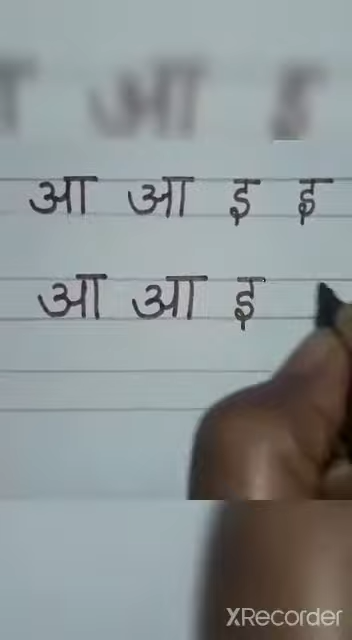 आ आ इ इ
आ आ इ
XRecorder